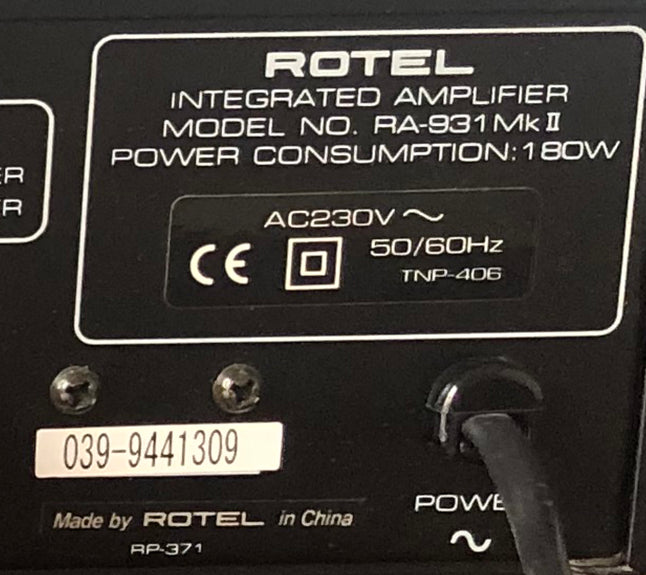 ROTEL
INTEGRATED AMPLIFIER
MODEL NO. RA-931MkⅡ
POWER CONSUMPTION:180W
AC230V～
CE
50/60Hz
TNP-406
039-9441309
Made by ROTEL in China
RP-371
POWER
～